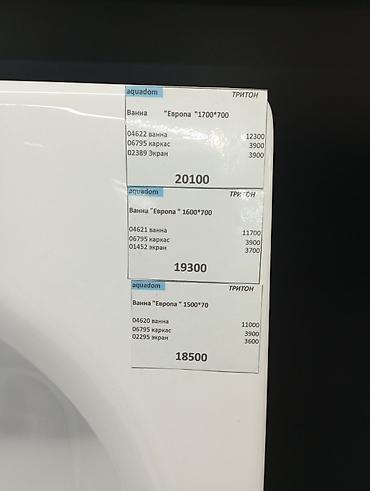 aquadom ТРИТОН
Ванна "Европа "1700*700
04622 ванна 12300
06795 каркас 3900
02389 Экран 3900
20100
aquadom ТРИТОН
Ванна "Европа " 1600*700
04621 ванна 11700
06795 каркас 3900
01452 экран 3700
19300
aquadom ТРИТОН
Ванна "Европа " 1500*70
04620 ванна 11000
06795 каркас 3900
02295 экран 3600
18500